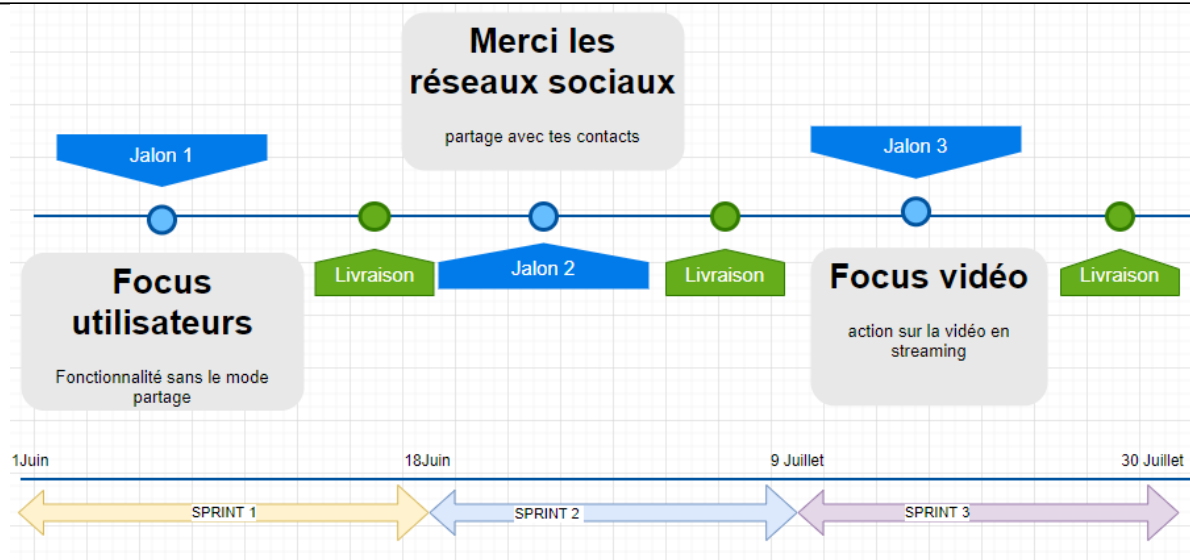 Merci les
réseaux sociaux
partage avec tes contacts
Jalon 1
Jalon 3
Focus
utilisateurs
Fonctionnalité sans le mode
partage
Livraison
Jalon 2
Livraison
Focus vidéo
action sur la vidéo en
streaming
Livraison
1Juin
18Juin
9 Juillet
30 Juillet
SPRINT 1
SPRINT 2
SPRINT 3